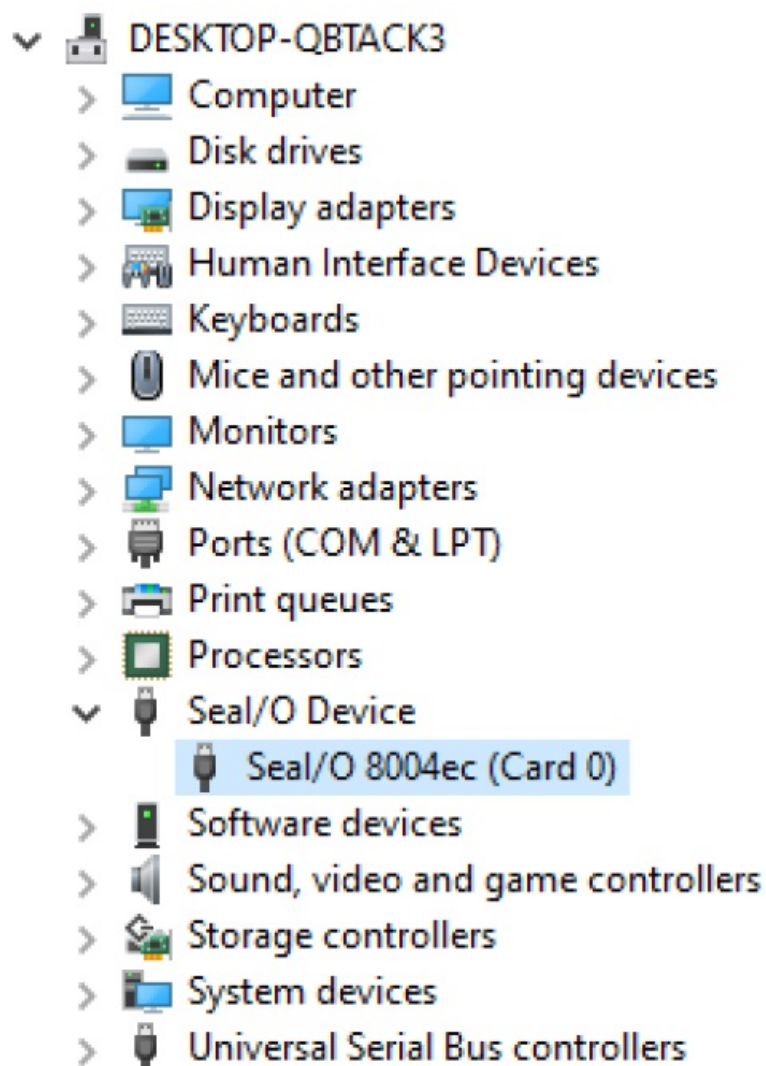 DESKTOP-QBTACK3
Computer
Disk drives
Display adapters
Human Interface Devices
Keyboards
Mice and other pointing devices
Monitors
Network adapters
Ports (COM & LPT)
Print queues
Processors
SeaI/O Device
SeaI/O 8004ec (Card 0)
Software devices
Sound, video and game controllers
Storage controllers
System devices
Universal Serial Bus controllers